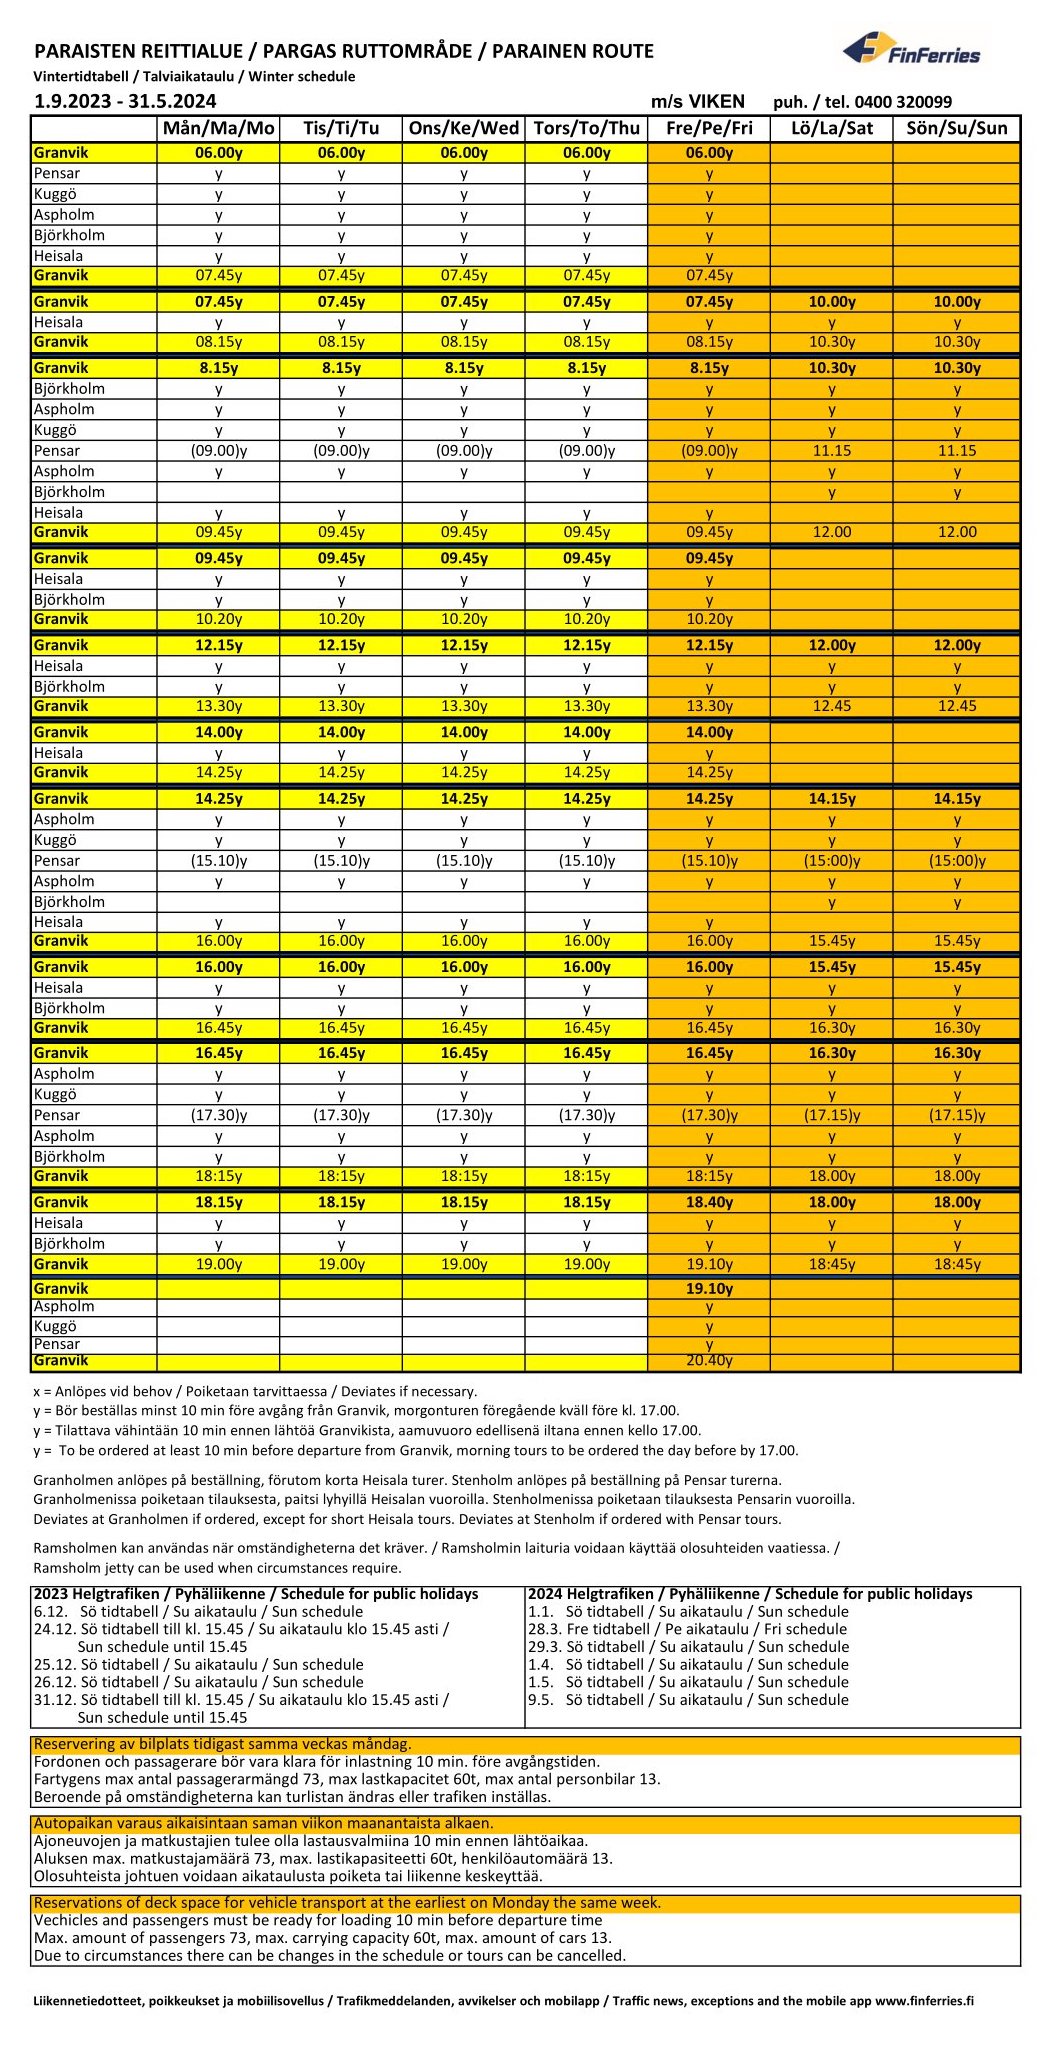 PARAISTEN REITTIALUE / PARGAS RUTTOMRÅDE / PARAINEN ROUTE
FinFerries
Vintertidtabell / Talviaikataulu / Winter schedule
1.9.2023 - 31.5.2024 m/s VIKEN puh. / tel. 0400 320099
Mån/Ma/Mo Tis/Ti/Tu Ons/Ke/Wed Tors/To/Thu Fre/Pe/Fri Lö/La/Sat Sön/Su/Sun
Granvik 06.00y 06.00y 06.00y 06.00y 06.00y
Pensar y y y y y
Kuggö y y y y y
Aspholm y y y y y
Björkholm y y y y y
Heisala y y y y y
Granvik 07.45y 07.45y 07.45y 07.45y 07.45y
Granvik 07.45y 07.45y 07.45y 07.45y 07.45y 10.00y 10.00y
Heisala y y y y y y y
Granvik 08.15y 08.15y 08.15y 08.15y 08.15y 10.30y 10.30y
Granvik 8.15y 8.15y 8.15y 8.15y 8.15y 10.30y 10.30y
Björkholm y y y y y y y
Aspholm y y y y y y y
Kuggö y y y y y y y
Pensar (09.00)y (09.00)y (09.00)y (09.00)y (09.00)y 11.15 11.15
Aspholm y y y y y y y
Björkholm y y
Heisala y y y y y
Granvik 09.45y 09.45y 09.45y 09.45y 09.45y 12.00 12.00
Granvik 09.45y 09.45y 09.45y 09.45y 09.45y
Heisala y y y y y
Björkholm y y y y y
Granvik 10.20y 10.20y 10.20y 10.20y 10.20y
Granvik 12.15y 12.15y 12.15y 12.15y 12.15y 12.00y 12.00y
Heisala y y y y y y y
Björkholm y y y y y y y
Granvik 13.30y 13.30y 13.30y 13.30y 13.30y 12.45 12.45
Granvik 14.00y 14.00y 14.00y 14.00y 14.00y
Heisala y y y y y
Granvik 14.25y 14.25y 14.25y 14.25y 14.25y
Granvik 14.25y 14.25y 14.25y 14.25y 14.25y 14.15y 14.15y
Aspholm y y y y y y y
Kuggö y y y y y y y
Pensar (15.10)y (15.10)y (15.10)y (15.10)y (15.10)y (15:00)y (15:00)y
Aspholm y y y y y y y
Björkholm y y
Heisala y y y y y
Granvik 16.00y 16.00y 16.00y 16.00y 16.00y 15.45y 15.45y
Granvik 16.00y 16.00y 16.00y 16.00y 16.00y 15.45y 15.45y
Heisala y y y y y y y
Björkholm y y y y y y y
Granvik 16.45y 16.45y 16.45y 16.45y 16.45y 16.30y 16.30y
Granvik 16.45y 16.45y 16.45y 16.45y 16.45y 16.30y 16.30y
Aspholm y y y y y y y
Kuggö y y y y y y y
Pensar (17.30)y (17.30)y (17.30)y (17.30)y (17.30)y (17.15)y (17.15)y
Aspholm y y y y y y y
Björkholm y y y y y y y
Granvik 18:15y 18:15y 18:15y 18:15y 18:15y 18.00y 18.00y
Granvik 18.15y 18.15y 18.15y 18.15y 18.40y 18.00y 18.00y
Heisala y y y y y y y
Björkholm y y y y y y y
Granvik 19.00y 19.00y 19.00y 19.00y 19.10y 18:45y 18:45y
Granvik 19.10y
Aspholm y
Kuggö y
Pensar y
Granvik 20.40y
x = Anlöpes vid behov / Poiketaan tarvittaessa / Deviates if necessary.
y = Bör beställas minst 10 min före avgång från Granvik, morgonturen föregående kväll före kl. 17.00.
y = Tilattava vähintään 10 min ennen lähtöä Granvikista, aamuvuoro edellisenä iltana ennen kello 17.00.
y = To be ordered at least 10 min before departure from Granvik, morning tours to be ordered the day before by 17.00.
Granholmen anlöpes på beställning, förutom korta Heisala turer. Stenholm anlöpes på beställning på Pensar turerna.
Granholmenissa poiketaan tilauksesta, paitsi lyhyillä Heisalan vuoroilla. Stenholmenissa poiketaan tilauksesta Pensarin vuoroilla.
Deviates at Granholmen if ordered, except for short Heisala tours. Deviates at Stenholm if ordered with Pensar tours.
Ramsholmen kan användas när omständigheterna det kräver. / Ramsholmin laituria voidaan käyttää olosuhteiden vaatiessa. /
Ramsholm jetty can be used when circumstances require.
2023 Helgtrafiken / Pyhäliikenne / Schedule for public holidays
6.12. Sö tidtabell / Su aikataulu / Sun schedule
24.12. Sö tidtabell till kl. 15.45 / Su aikataulu klo 15.45 asti /
Sun schedule until 15.45
25.12. Sö tidtabell / Su aikataulu / Sun schedule
26.12. Sö tidtabell / Su aikataulu / Sun schedule
31.12. Sö tidtabell till kl. 15.45 / Su aikataulu klo 15.45 asti /
Sun schedule until 15.45
2024 Helgtrafiken / Pyhäliikenne / Schedule for public holidays
1.1. Sö tidtabell / Su aikataulu / Sun schedule
28.3. Fre tidtabell / Pe aikataulu / Fri schedule
29.3. Sö tidtabell / Su aikataulu / Sun schedule
1.4. Sö tidtabell / Su aikataulu / Sun schedule
1.5. Sö tidtabell / Su aikataulu / Sun schedule
9.5. Sö tidtabell / Su aikataulu / Sun schedule
Reservering av bilplats tidigast samma veckas måndag.
Fordonen och passagerare bör vara klara för inlastning 10 min. före avgångstiden.
Fartygens max antal passagerarmängd 73, max lastkapacitet 60t, max antal personbilar 13.
Beroende på omständigheterna kan turlistan ändras eller trafiken inställas.
Autopaikan varaus aikaisintaan saman viikon maanantaista alkaen.
Ajoneuvojen ja matkustajien tulee olla lastausvalmiina 10 min ennen lähtöaikaa.
Aluksen max. matkustajamäärä 73, max. lastikapasiteetti 60t, henkilöautomäärä 13.
Olosuhteista johtuen voidaan aikataulusta poiketa tai liikenne keskeyttää.
Reservations of deck space for vehicle transport at the earliest on Monday the same week.
Vechicles and passengers must be ready for loading 10 min before departure time
Max. amount of passengers 73, max. carrying capacity 60t, max. amount of cars 13.
Due to circumstances there can be changes in the schedule or tours can be cancelled.
Liikennetiedotteet, poikkeukset ja mobiilisovellus / Trafikmeddelanden, avvikelser och mobilapp / Traffic news, exceptions and the mobile app www.finferries.fi